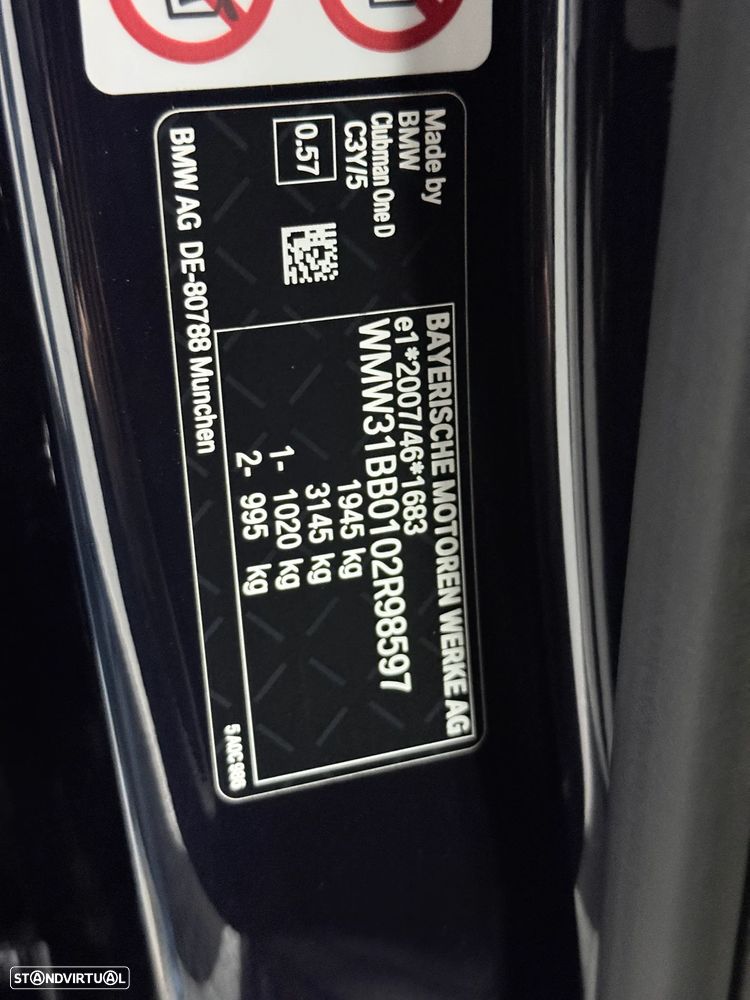 Made by
BMW
Clubman One D
C3Y/5
0.57
BAYERISCHE MOTOREN WERKE AG
e1*2007/46*1683
WMW31BB0102R98597
1945 kg
3145 kg
1- 1020 kg
2- 995 kg
BMW AG DE-80788 Munchen
STANDVIRTUAL